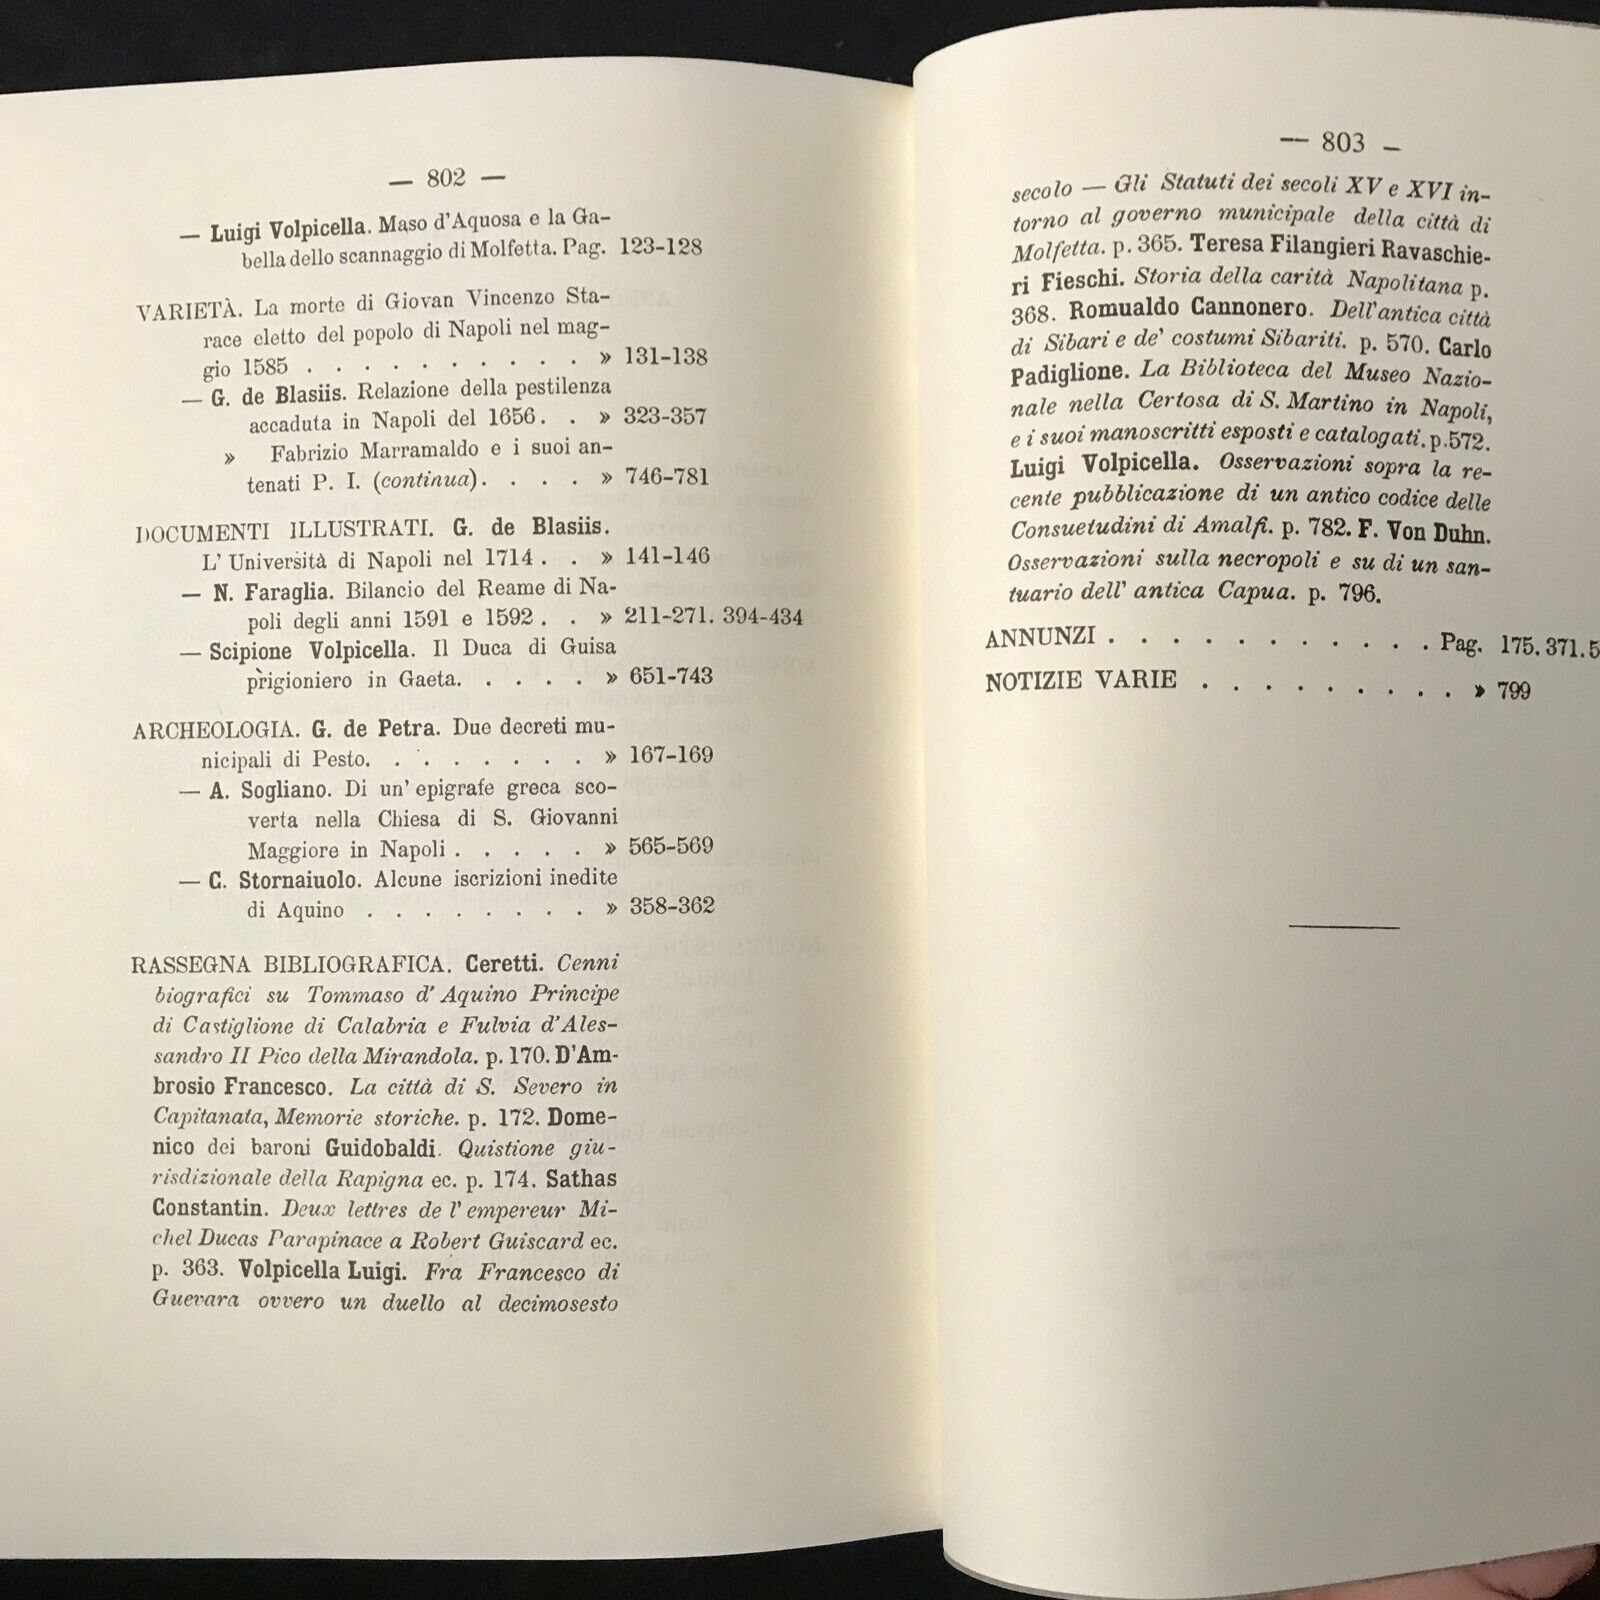 — 802 —
— Luigi Volpicella. Maso d'Aquosa e la Ga-
bella dello scannaggio di Molfetta. Pag. 123-128
VARIETÀ. La morte di Giovan Vincenzo Sta-
race eletto del popolo di Napoli nel mag-
gio 1585 . . . . . . . . . . » 131-138
— G. de Blasiis. Relazione della pestilenza
accaduta in Napoli del 1656. . . » 323-357
» Fabrizio Marramaldo e i suoi an-
tenati P. I. (continua). . . . . » 746-781
DOCUMENTI ILLUSTRATI. G. de Blasiis.
L' Università di Napoli nel 1714 . . » 141-146
— N. Faraglia. Bilancio del Reame di Na-
poli degli anni 1591 e 1592 . . » 211-271. 394-434
— Scipione Volpicella. Il Duca di Guisa
prigioniero in Gaeta. . . . . . » 651-743
ARCHEOLOGIA. G. de Petra. Due decreti mu-
nicipali di Pesto. . . . . . . . . » 167-169
— A. Sogliano. Di un' epigrafe greca sco-
verta nella Chiesa di S. Giovanni
Maggiore in Napoli . . . . . . » 565-569
— C. Stornaiuolo. Alcune iscrizioni inedite
di Aquino . . . . . . . . . » 358-362
RASSEGNA BIBLIOGRAFICA. Ceretti. Cenni
biografici su Tommaso d' Aquino Principe
di Castiglione di Calabria e Fulvia d'Ales-
sandro II Pico della Mirandola. p. 170. D'Am-
brosio Francesco. La città di S. Severo in
Capitanata, Memorie storiche. p. 172. Dome-
nico dei baroni Guidobaldi. Quistione giu-
risdizionale della Rapigna ec. p. 174. Sathas
Constantin. Deux lettres de l' empereur Mi-
chel Ducas Parapinace a Robert Guiscard ec.
p. 363. Volpicella Luigi. Fra Francesco di
Guevara ovvero un duello al decimosesto
— 803 —
secolo — Gli Statuti dei secoli XV e XVI in-
torno al governo municipale della città di
Molfetta. p. 365. Teresa Filangieri Ravaschie-
ri Fieschi. Storia della carità Napolitana p.
368. Romualdo Cannonero. Dell'antica città
di Sibari e de' costumi Sibariti. p. 570. Carlo
Padiglione. La Biblioteca del Museo Nazio-
nale nella Certosa di S. Martino in Napoli,
e i suoi manoscritti esposti e catalogati. p. 572.
Luigi Volpicella. Osservazioni sopra la re-
cente pubblicazione di un antico codice delle
Consuetudini di Amalfi. p. 782. F. Von Duhn.
Osservazioni sulla necropoli e su di un san-
tuario dell' antica Capua. p. 796.
ANNUNZI . . . . . . . . . . . . Pag. 175. 371. 5
NOTIZIE VARIE . . . . . . . . . . » 799